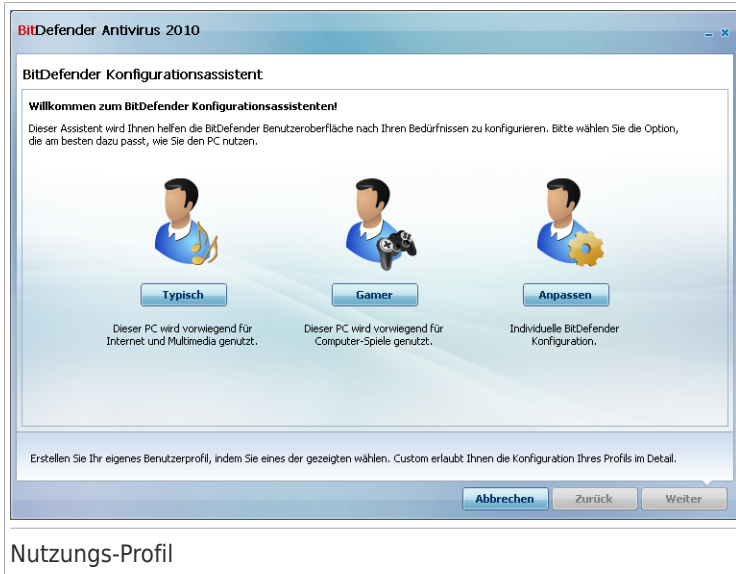 BitDefender Antivirus 2010
BitDefender Konfigurationsassistent
Willkommen zum BitDefender Konfigurationsassistenten!
Dieser Assistent wird Ihnen helfen die BitDefender Benutzeroberfläche nach Ihren Bedürfnissen zu konfigurieren. Bitte wählen Sie die Option,
die am besten dazu passt, wie Sie den PC nutzen.
Typisch
Gamer
Anpassen
Dieser PC wird vorwiegend für
Internet und Multimedia genutzt.
Dieser PC wird vorwiegend für
Computer-Spiele genutzt.
Individuelle BitDefender
Konfiguration.
Erstellen Sie Ihr eigenes Benutzerprofil, indem Sie eines der gezeigten wählen. Custom erlaubt Ihnen die Konfiguration Ihres Profils im Detail.
Abbrechen
Zurück
Weiter
Nutzungs-Profil